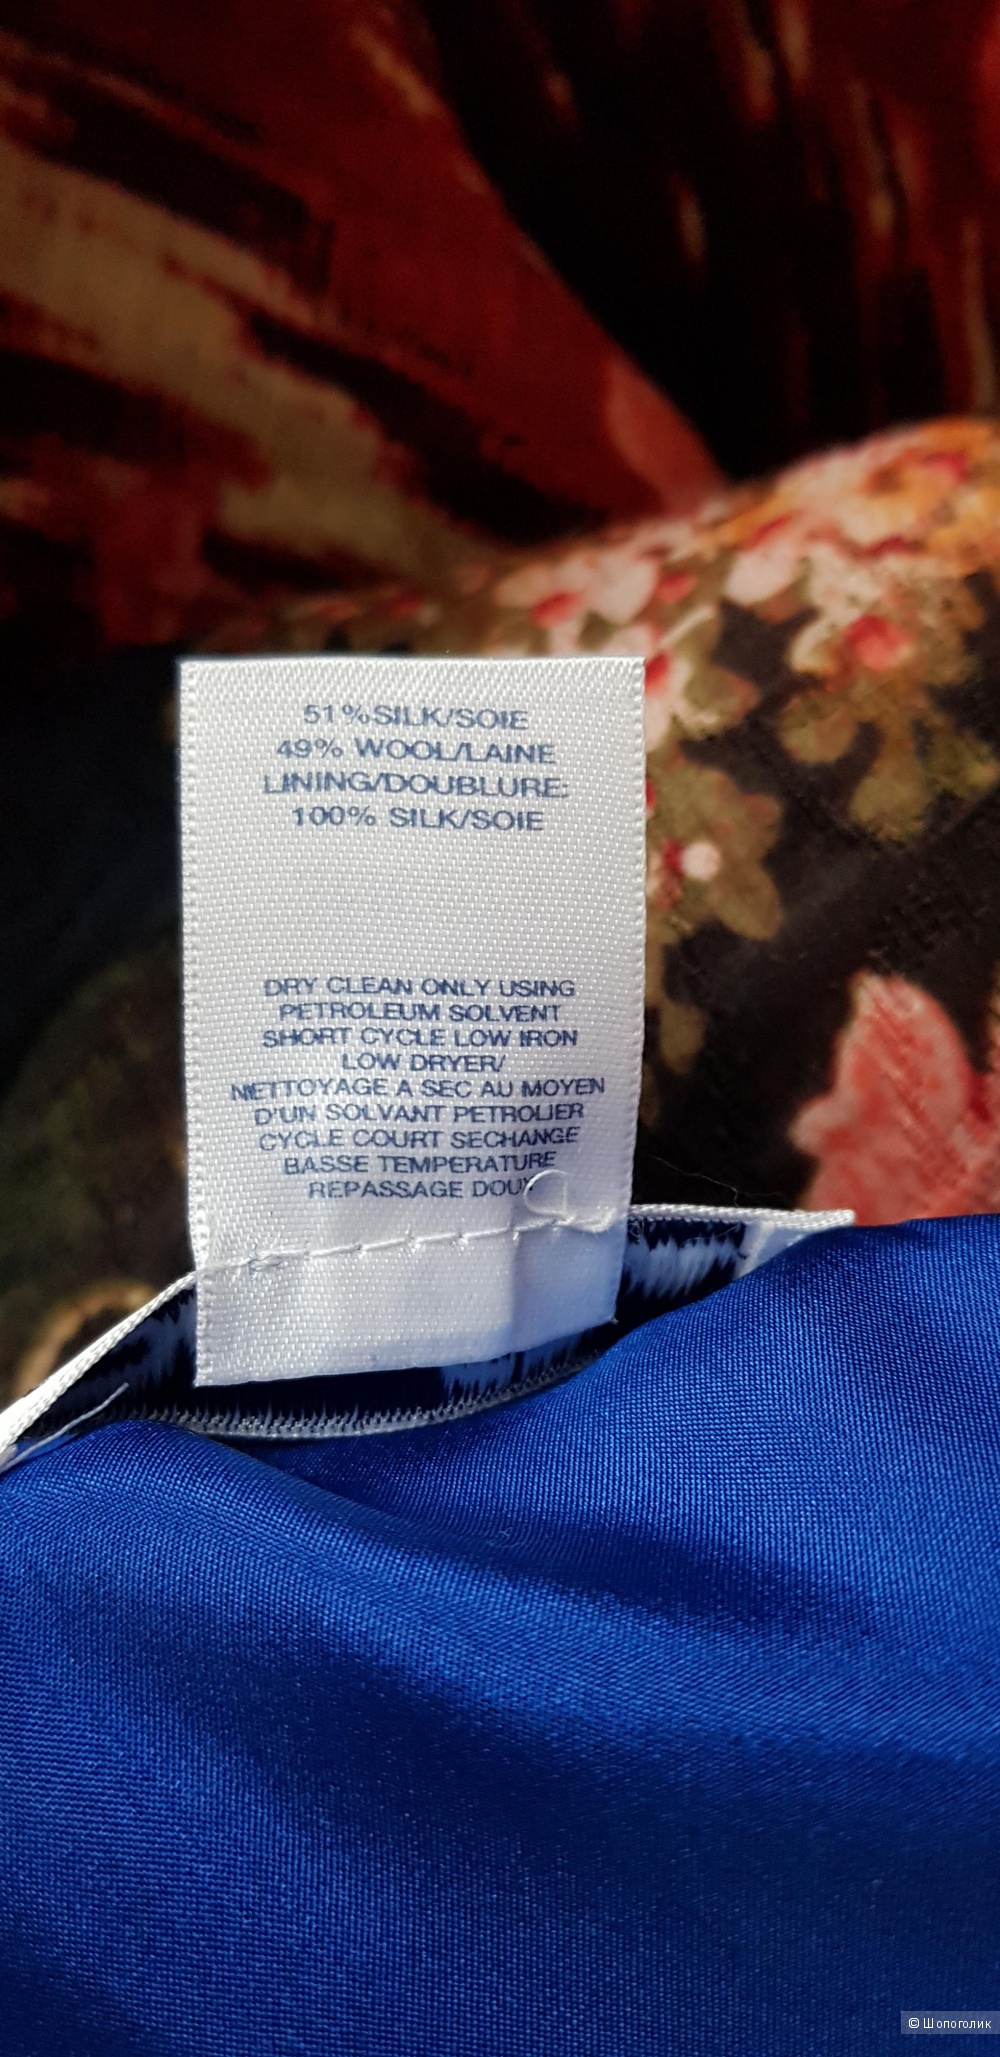 51%SILK/SOIE
49% WOOL/LAINE
LINING/DOUBLURE:
100% SILK/SOIE
DRY CLEAN ONLY USING
PETROLEUM SOLVENT
SHORT CYCLE LOW IRON
LOW DRYER/
NETTOYAGE A SEC AU MOYEN
D'UN SOLVANT PETROLIER
CYCLE COURT SECHANGE
BASSE TEMPERATURE
REPASSAGE DOUX
© Шопоголик